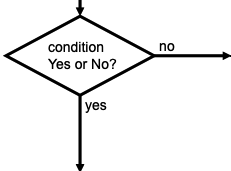 condition
Yes or No?
no
yes